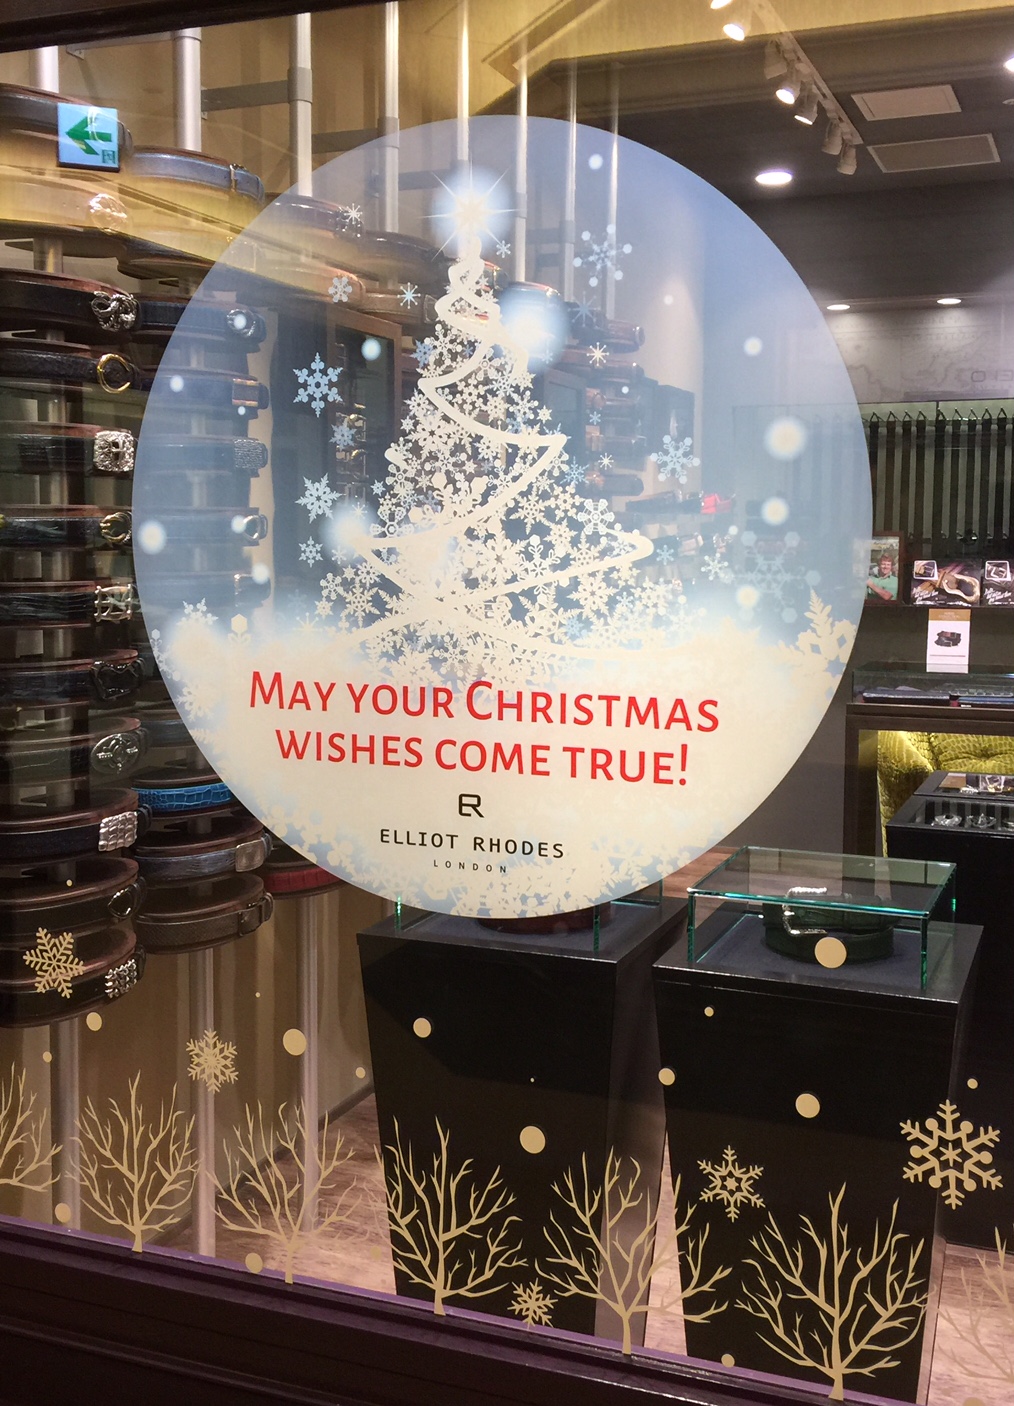 MAY YOUR CHRISTMAS
WISHES COME TRUE!
ER
ELLIOT RHODES
LONDON